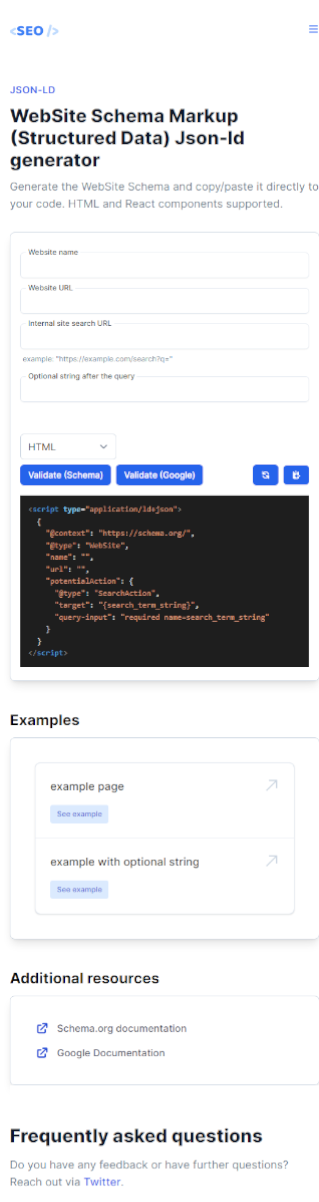 <SEO />
JSON-LD
WebSite Schema Markup
(Structured Data) Json-ld
generator
Generate the WebSite Schema and copy/paste it directly to
your code. HTML and React components supported.
Website name
Website URL
Internal site search URL
example: "https://example.com/search?q="
Optional string after the query
HTML
Validate (Schema) Validate (Google)
<script type="application/ld+json">
{
"@context": "https://schema.org/",
"@type": "WebSite",
"name": "",
"url": "",
"potentialAction": {
"@type": "SearchAction",
"target": "{search_term_string}",
"query-input": "required name=search_term_string"
}
}
</script>
Examples
example page
See example
example with optional string
See example
Additional resources
Schema.org documentation
Google Documentation
Frequently asked questions
Do you have any feedback or have further questions?
Reach out via Twitter.